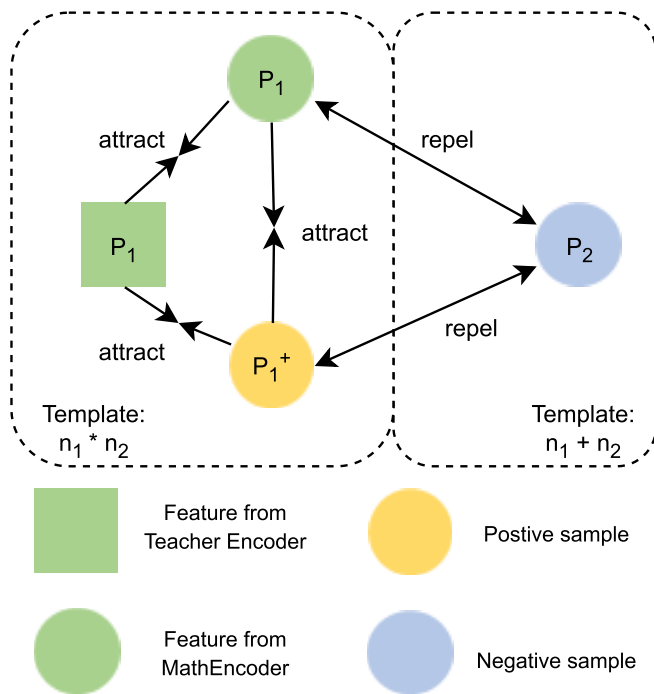 P₁
attract
repel
P₁
attract
P₂
attract
repel
P₁⁺
Template:
n₁ * n₂
Template:
n₁ + n₂
Feature from
Teacher Encoder
Postive sample
Feature from
MathEncoder
Negative sample